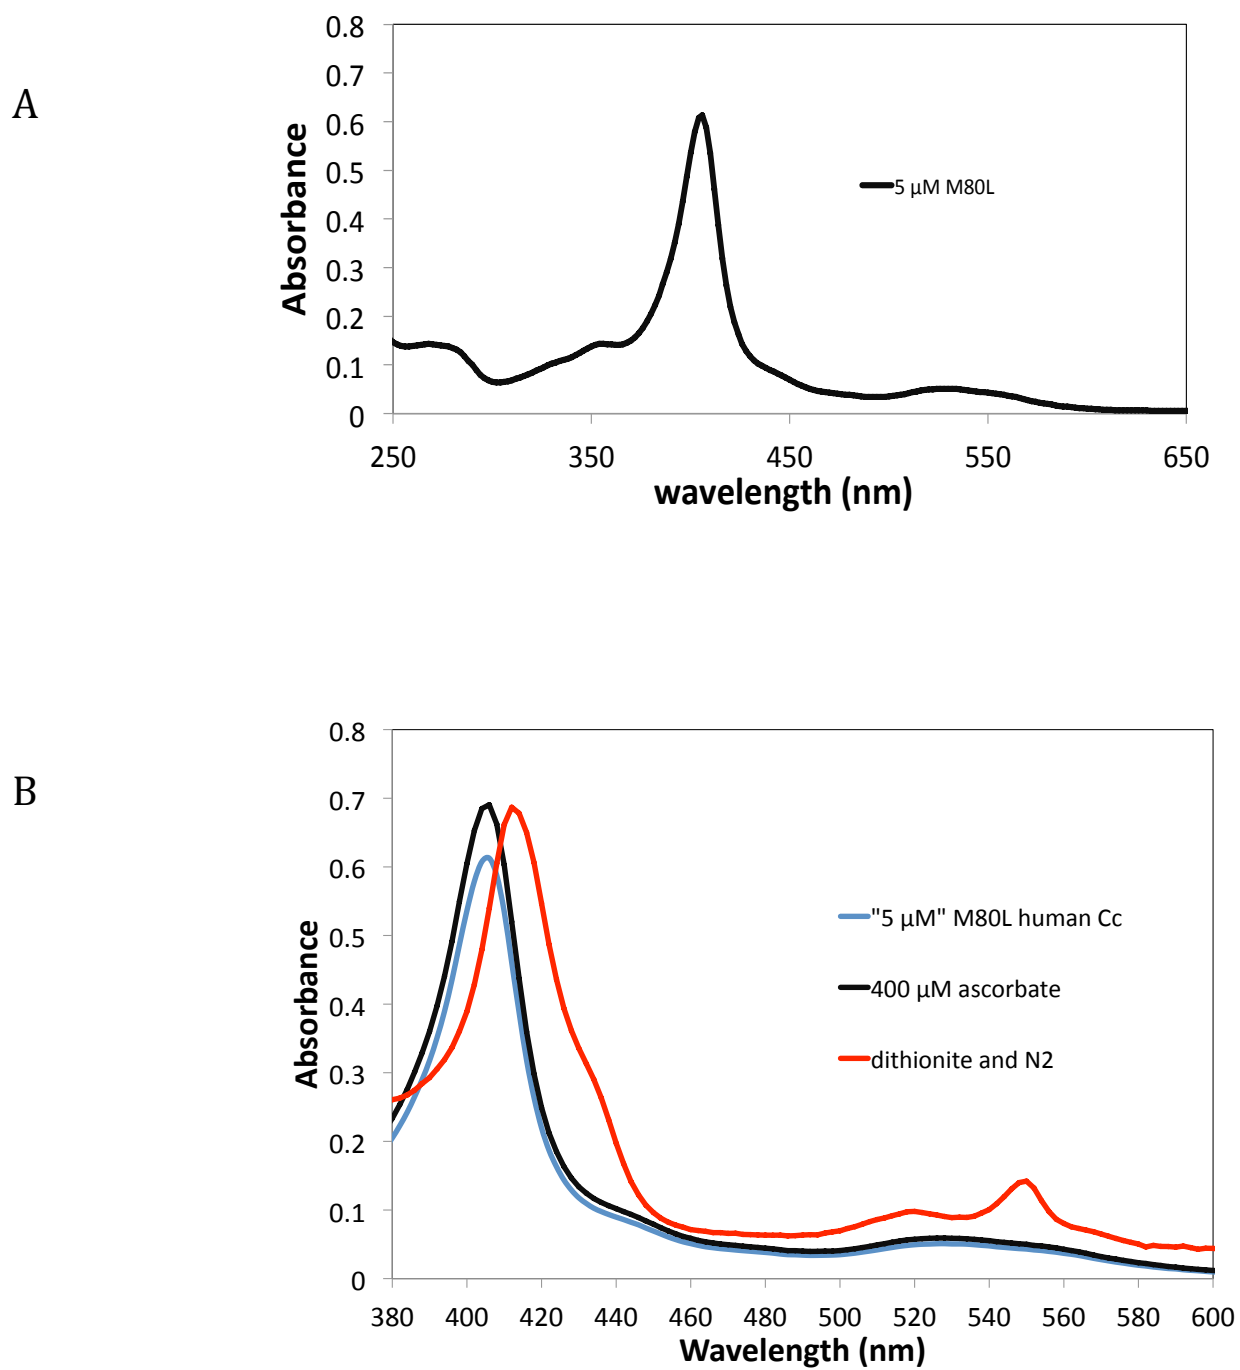 A
0.8
0.7
0.6
0.5
0.4
0.3
0.2
0.1
0
Absorbance
5 µM M80L
250 350 450 550 650
wavelength (nm)
B
0.8
0.7
0.6
0.5
0.4
0.3
0.2
0.1
0
Absorbance
"5 µM" M80L human Cc
400 µM ascorbate
dithionite and N2
380 400 420 440 460 480 500 520 540 560 580 600
Wavelength (nm)